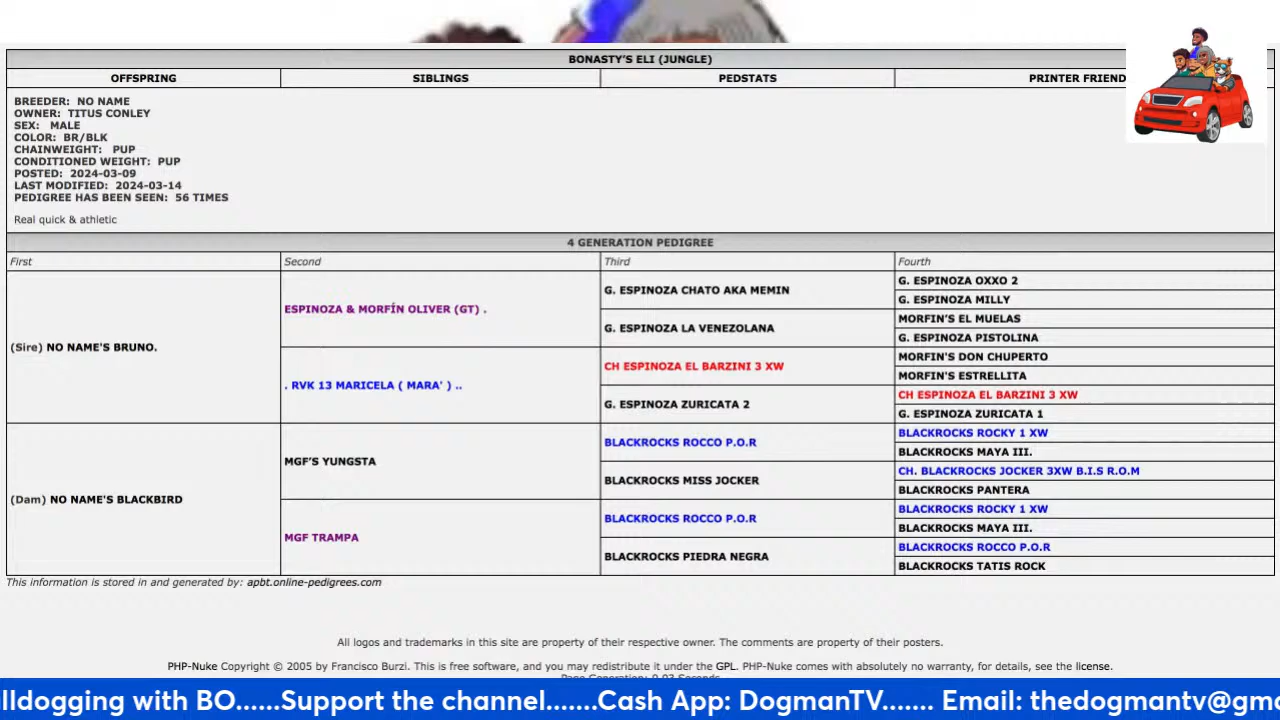 BONASTY'S ELI (JUNGLE)
OFFSPRING SIBLINGS PEDSTATS PRINTER FRIEND
BREEDER: NO NAME
OWNER: TITUS CONLEY
SEX: MALE
COLOR: BR/BLK
CHAINWEIGHT: PUP
CONDITIONED WEIGHT: PUP
POSTED: 2024-03-09
LAST MODIFIED: 2024-03-14
PEDIGREE HAS BEEN SEEN: 56 TIMES
Real quick & athletic
4 GENERATION PEDIGREE
First Second Third Fourth
(Sire) NO NAME'S BRUNO.
ESPINOZA & MORFÍN OLIVER (GT) .
G. ESPINOZA CHATO AKA MEMIN
G. ESPINOZA OXXO 2
G. ESPINOZA MILLY
G. ESPINOZA LA VENEZOLANA
MORFIN'S EL MUELAS
G. ESPINOZA PISTOLINA
. RVK 13 MARICELA ( MARA' ) ..
CH ESPINOZA EL BARZINI 3 XW
MORFIN'S DON CHUPERTO
MORFIN'S ESTRELLITA
G. ESPINOZA ZURICATA 2
CH ESPINOZA EL BARZINI 3 XW
G. ESPINOZA ZURICATA 1
(Dam) NO NAME'S BLACKBIRD
MGF'S YUNGSTA
BLACKROCKS ROCCO P.O.R
BLACKROCKS ROCKY 1 XW
BLACKROCKS MAYA III.
BLACKROCKS MISS JOCKER
CH. BLACKROCKS JOCKER 3XW B.I.S R.O.M
BLACKROCKS PANTERA
MGF TRAMPA
BLACKROCKS ROCCO P.O.R
BLACKROCKS ROCKY 1 XW
BLACKROCKS MAYA III.
BLACKROCKS PIEDRA NEGRA
BLACKROCKS ROCCO P.O.R
BLACKROCKS TATIS ROCK
This information is stored in and generated by: apbt.online-pedigrees.com
All logos and trademarks in this site are property of their respective owner. The comments are property of their posters.
PHP-Nuke Copyright © 2005 by Francisco Burzi. This is free software, and you may redistribute it under the GPL. PHP-Nuke comes with absolutely no warranty, for details, see the license.
lldogging with BO......Support the channel.......Cash App: DogmanTV....... Email: thedogmantv@gm